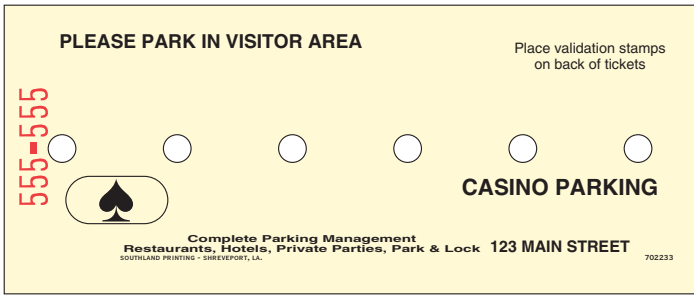 PLEASE PARK IN VISITOR AREA
Place validation stamps
on back of tickets
555-555
CASINO PARKING
Complete Parking Management
Restaurants, Hotels, Private Parties, Park & Lock
123 MAIN STREET
SOUTHLAND PRINTING - SHREVEPORT, LA.
702233